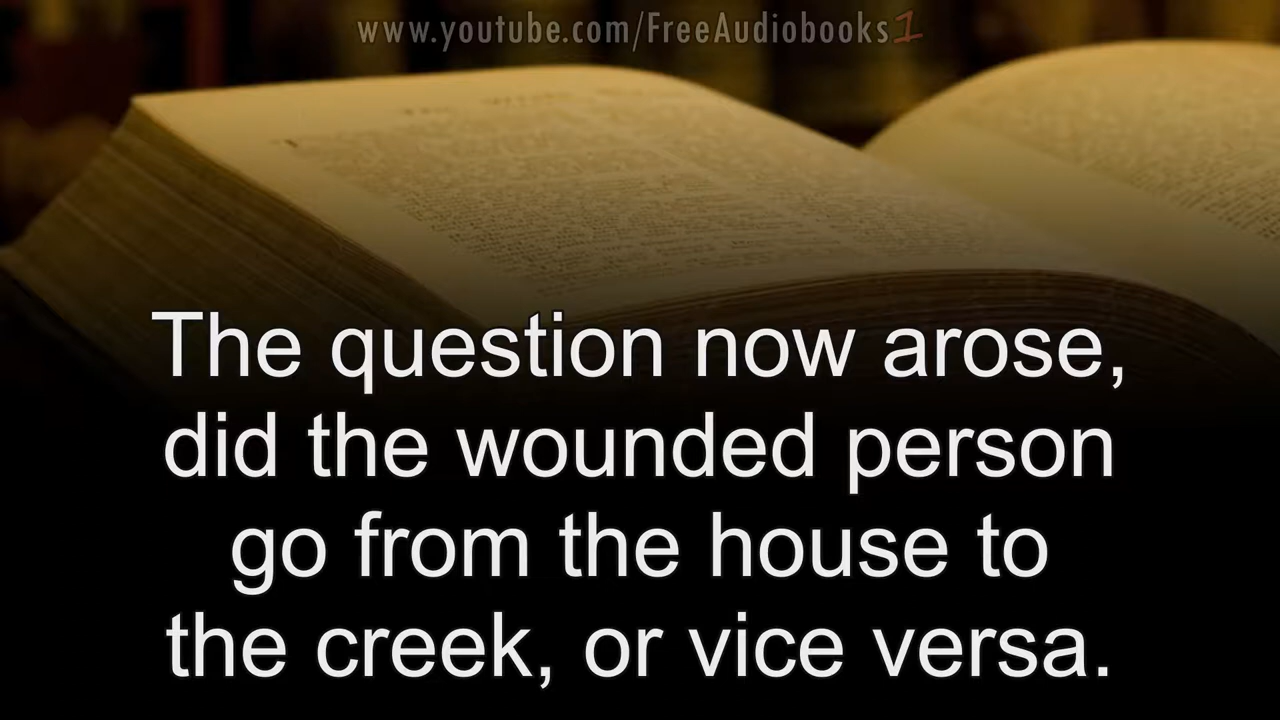 www.youtube.com/FreeAudiobooks1
The question now arose,
did the wounded person
go from the house to
the creek, or vice versa.